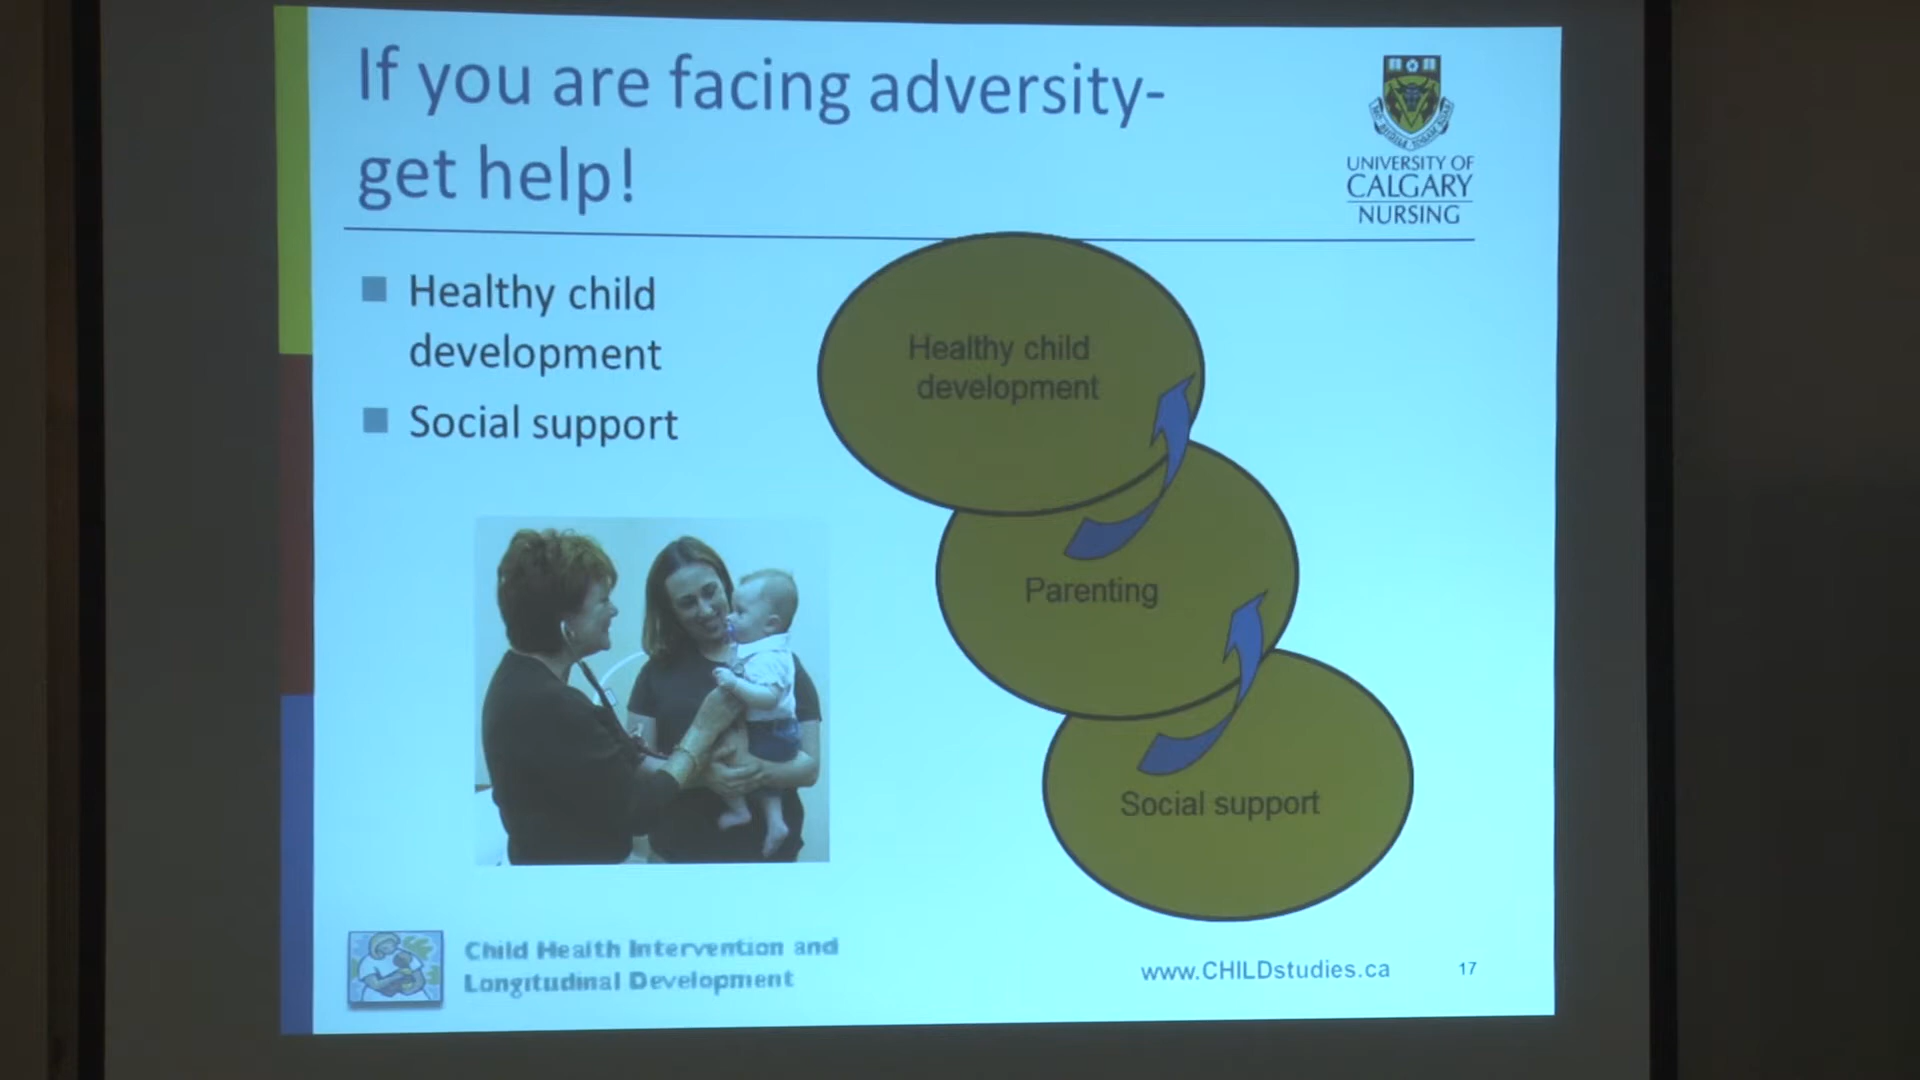 If you are facing adversity-
get help!
UNIVERSITY OF
CALGARY
NURSING
Healthy child
development
Social support
Healthy child
development
Parenting
Social support
Child Health Intervention and
Longitudinal Development
www.CHILDstudies.ca
17